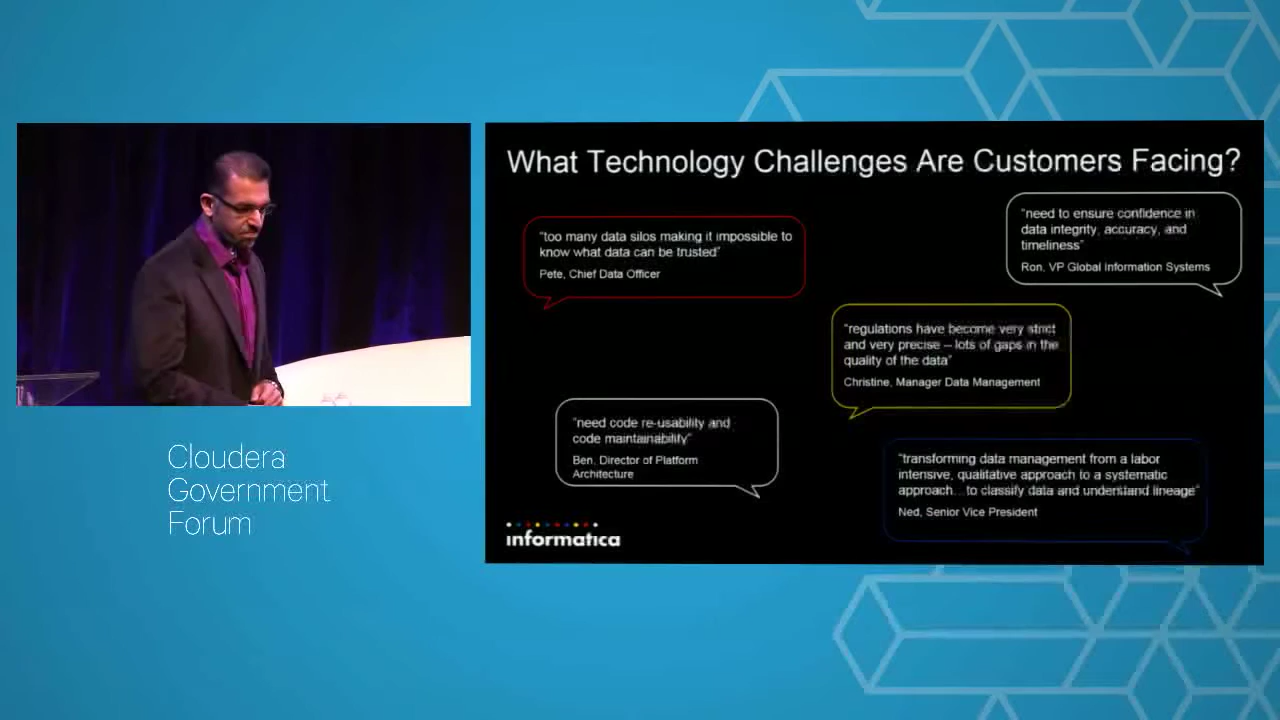 What Technology Challenges Are Customers Facing?
"too many data silos making it impossible to
know what data can be trusted"
Pete, Chief Data Officer
"need to ensure confidence in
data integrity, accuracy, and
timeliness"
Ron, VP Global Information Systems
"regulations have become very strict
and very precise – lots of gaps in the
quality of the data"
Christine, Manager Data Management
"need code re-usability and
code maintainability"
Ben, Director of Platform
Architecture
"transforming data management from a labor
intensive, qualitative approach to a systematic
approach... to classify data and understand lineage"
Ned, Senior Vice President
informatica
Cloudera
Government
Forum